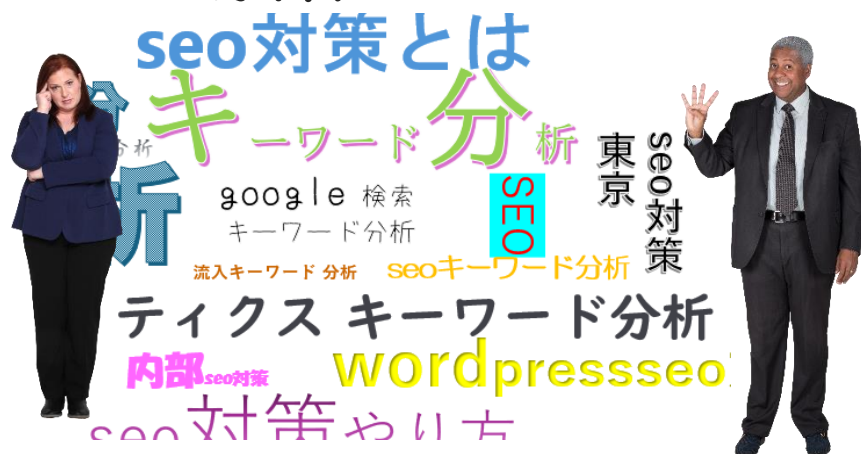 seo対策とは
キーワード分析
分析
析
google 検索
キーワード分析
SEO
東京
seo対策
流入キーワード 分析
seoキーワード分析
ティクス キーワード分析
内部seo対策
wordpressseo
seo対策やり方